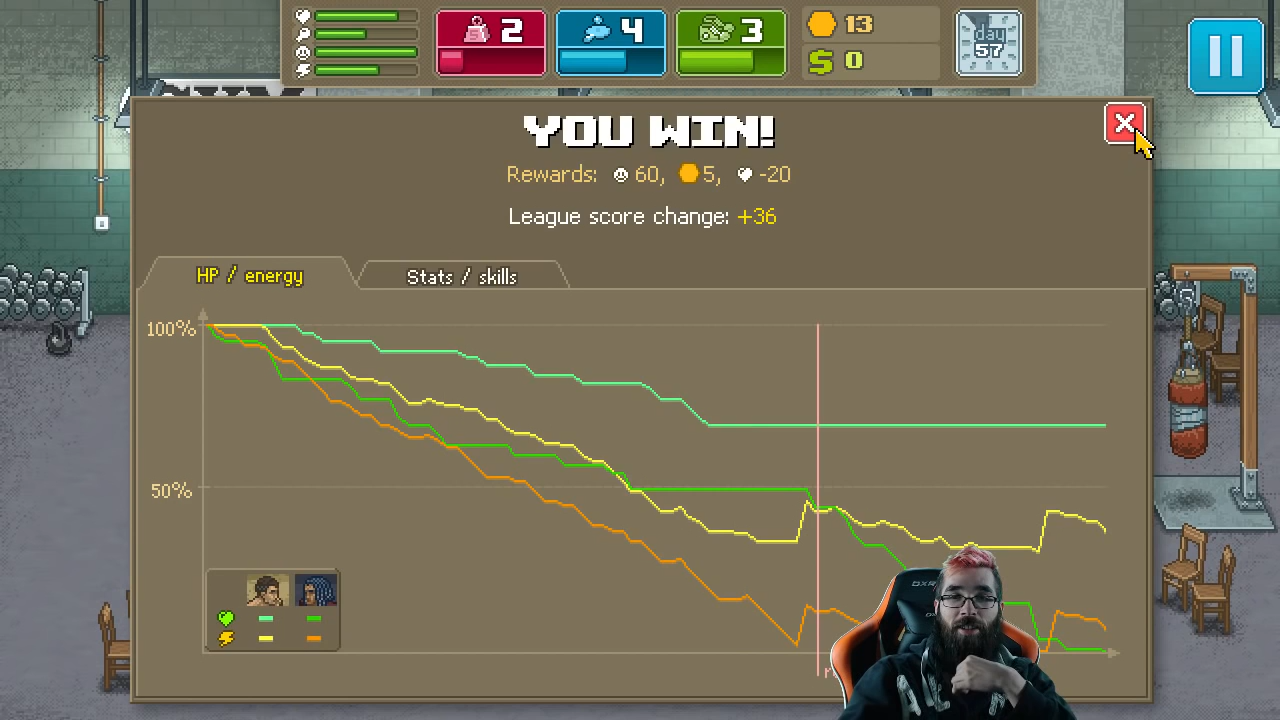 2
4
3
13
0
day
57
YOU WIN!
Rewards: 60, 5, -20
League score change: +36
HP / energy
Stats / skills
100%
50%
DXR